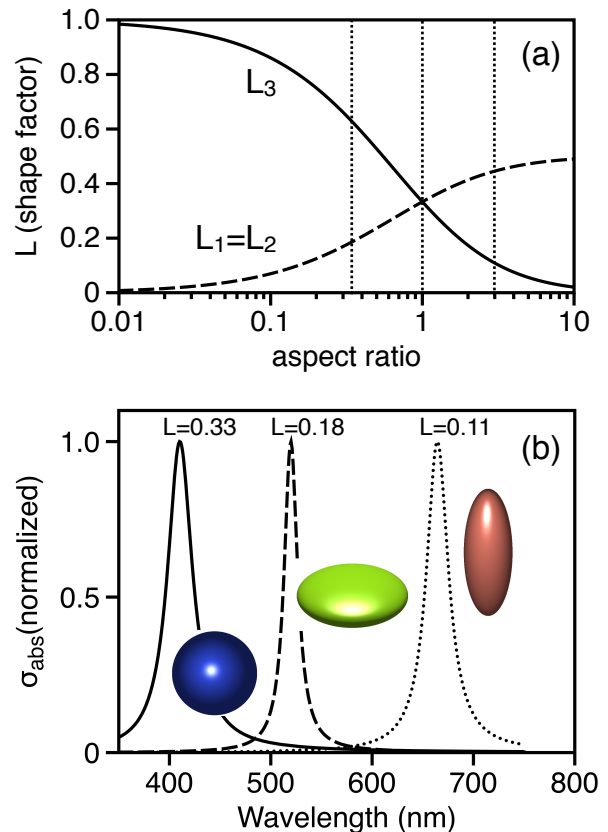 L (shape factor)
1.0
0.8
0.6
0.4
0.2
0
(a)
L₃
L₁=L₂
0.01
0.1
1
10
aspect ratio
σabs(normalized)
1.0
0.5
0
L=0.33
L=0.18
L=0.11
(b)
400
500
600
700
800
Wavelength (nm)